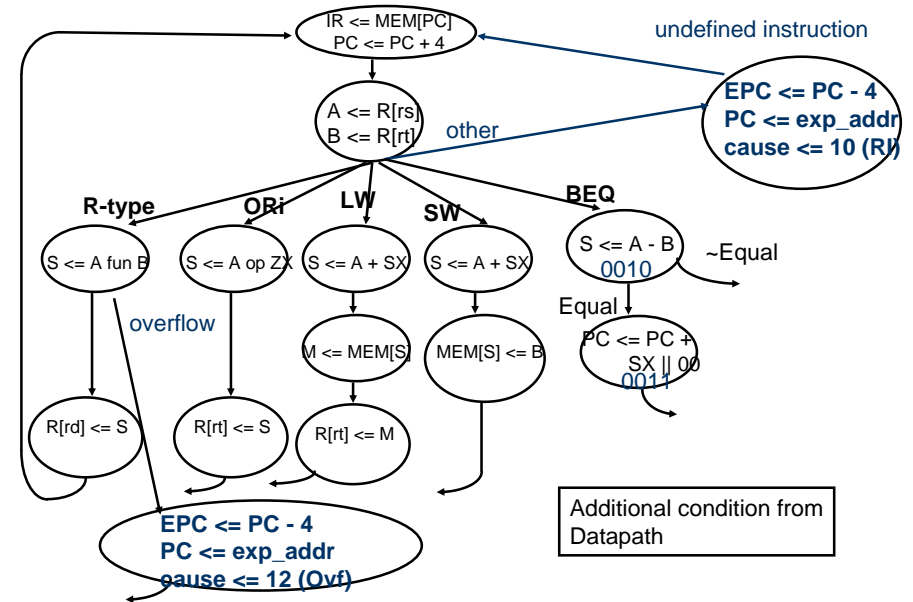 IR <= MEM[PC]
PC <= PC + 4
undefined instruction
EPC <= PC - 4
PC <= exp_addr
cause <= 10 (RI)
A <= R[rs]
B <= R[rt]
other
R-type
ORi
LW
SW
BEQ
S <= A fun B
S <= A op ZX
S <= A + SX
S <= A + SX
S <= A - B
0010
~Equal
overflow
Equal
M <= MEM[S]
MEM[S] <= B
PC <= PC +
SX || 00
0011
R[rd] <= S
R[rt] <= S
R[rt] <= M
EPC <= PC - 4
PC <= exp_addr
cause <= 12 (Ovf)
Additional condition from
Datapath